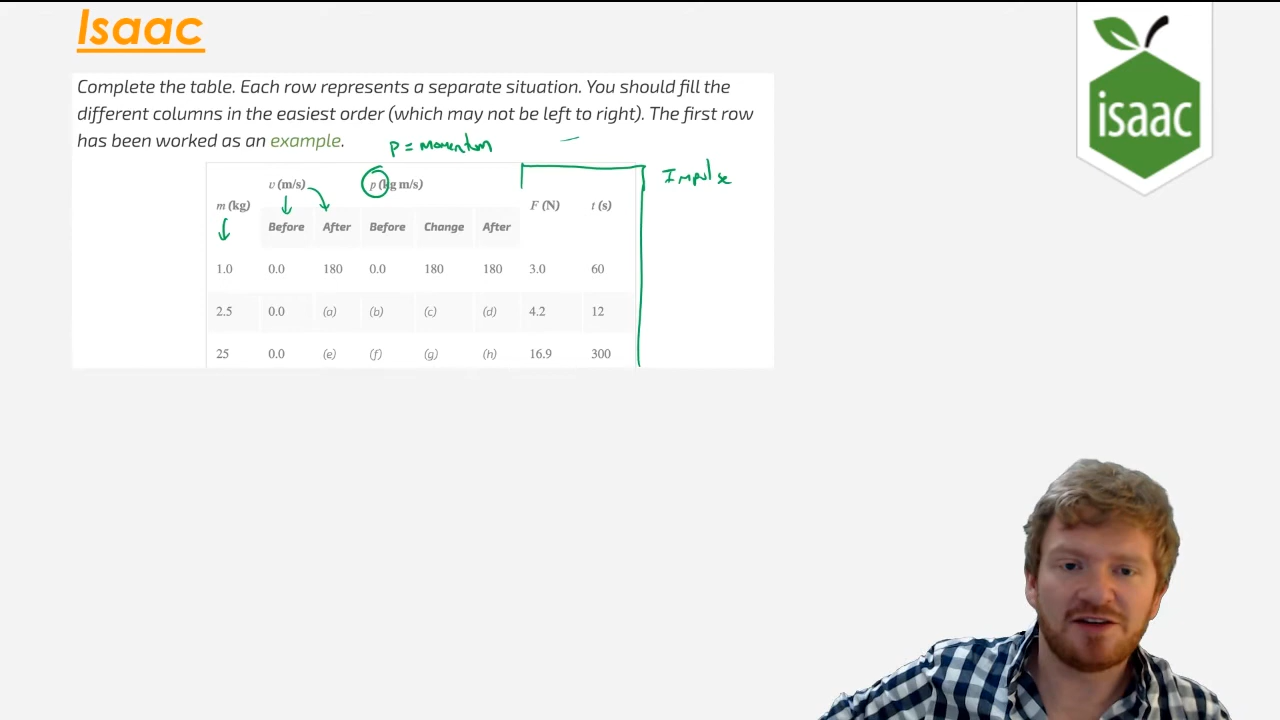 Isaac
isaac
Complete the table. Each row represents a separate situation. You should fill the
different columns in the easiest order (which may not be left to right). The first row
has been worked as an example.
p = momentum
Impulse
v (m/s) p (kg m/s)
m (kg) F (N) t (s)
Before After Before Change After
1.0 0.0 180 0.0 180 180 3.0 60
2.5 0.0 (a) (b) (c) (d) 4.2 12
25 0.0 (e) (f) (g) (h) 16.9 300